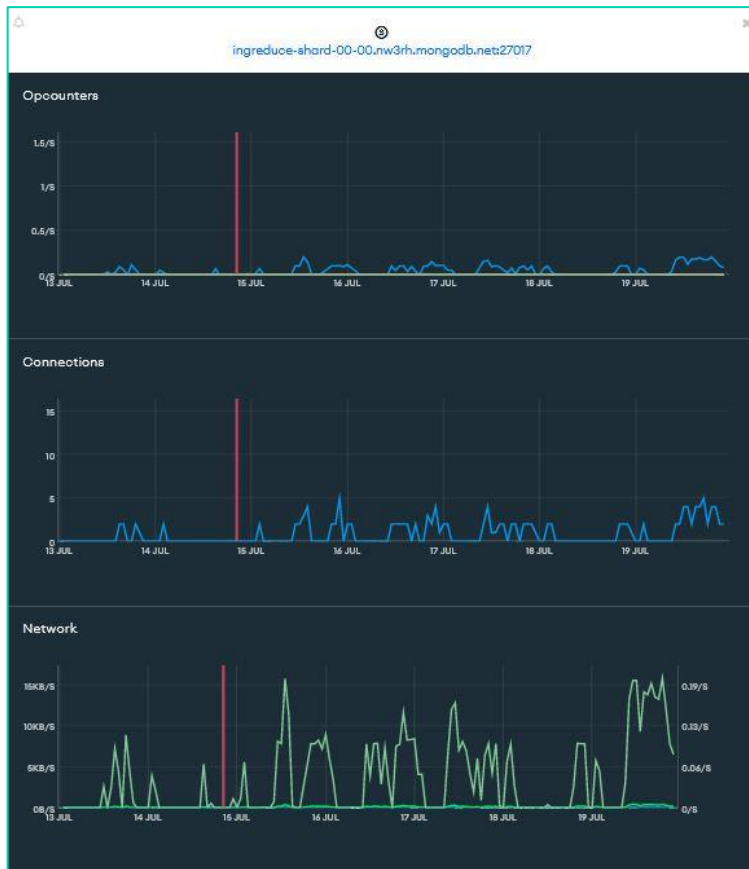 S
ingreduce-shard-00-00.nw3rh.mongodb.net:27017
Opcounters
1.5/S
1/S
0.5/S
0/S
13 JUL 14 JUL 15 JUL 16 JUL 17 JUL 18 JUL 19 JUL
Connections
15
10
5
0
13 JUL 14 JUL 15 JUL 16 JUL 17 JUL 18 JUL 19 JUL
Network
15KB/S 0.19/S
10KB/S 0.13/S
5KB/S 0.06/S
0B/S 0/S
13 JUL 14 JUL 15 JUL 16 JUL 17 JUL 18 JUL 19 JUL